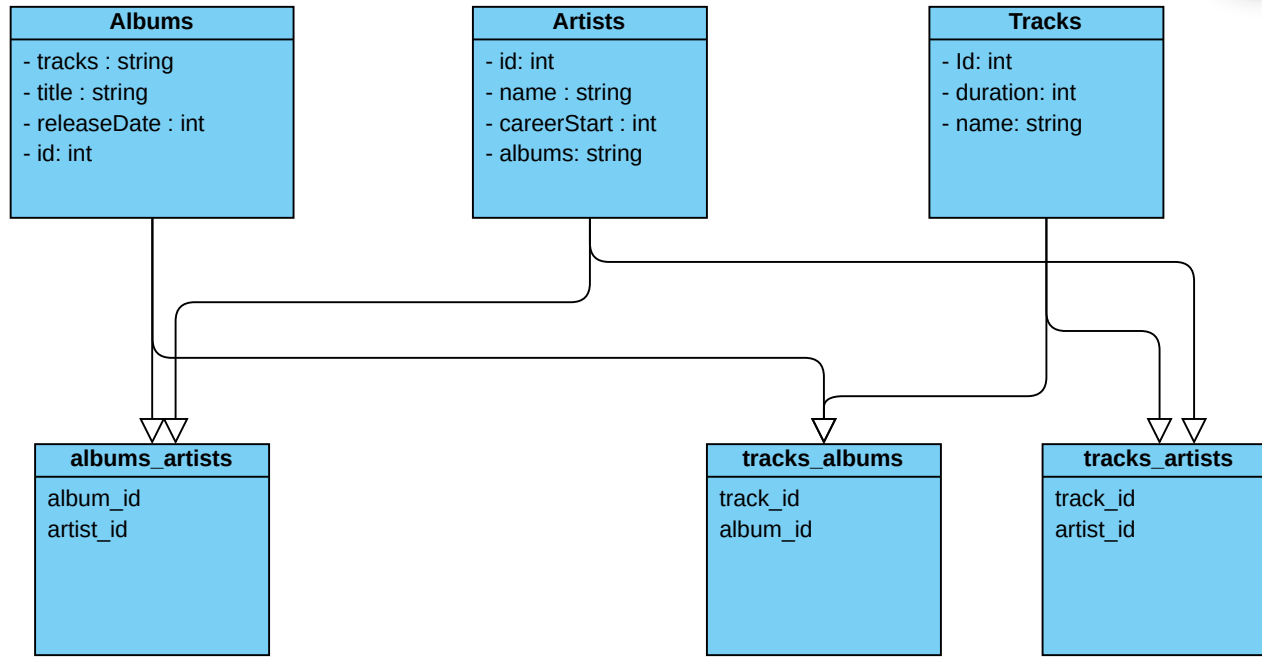 Albums
- tracks : string
- title : string
- releaseDate : int
- id: int
Artists
- id: int
- name : string
- careerStart : int
- albums: string
Tracks
- Id: int
- duration: int
- name: string
albums_artists
album_id
artist_id
tracks_albums
track_id
album_id
tracks_artists
track_id
artist_id